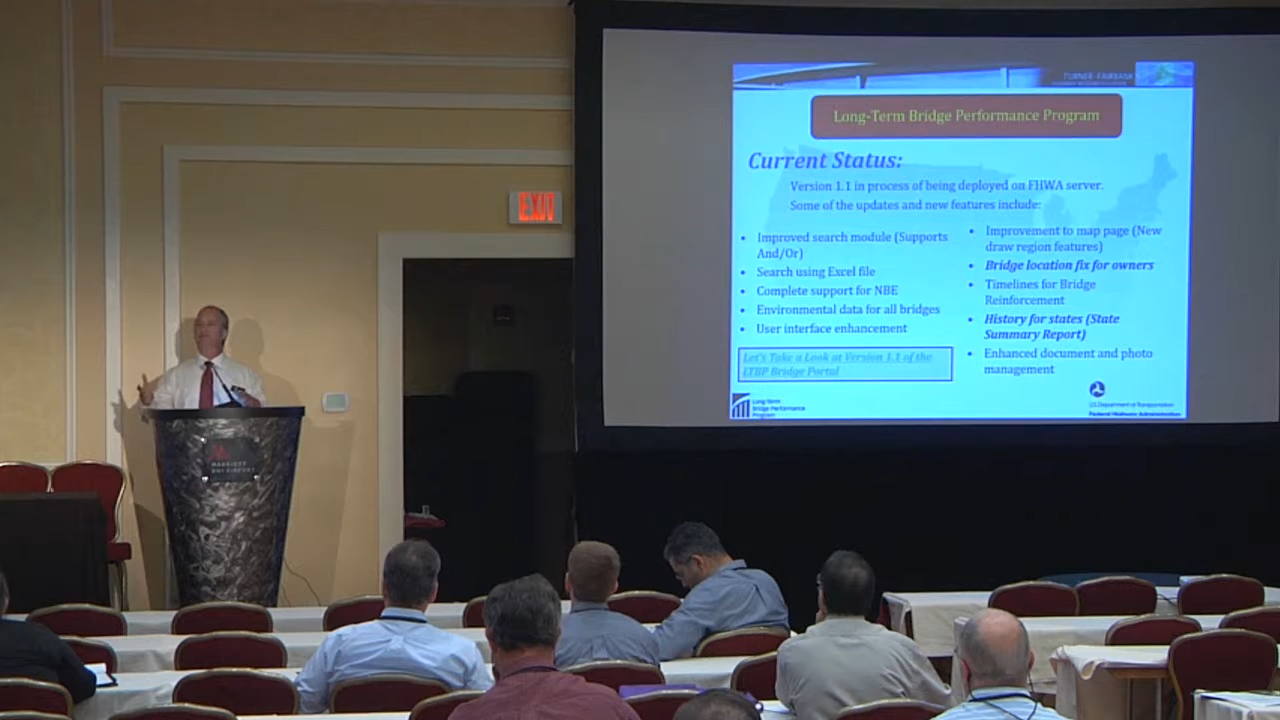 TURNER-FAIRBANK
Long-Term Bridge Performance Program
Current Status:
Version 1.1 in process of being deployed on FHWA server.
Some of the updates and new features include:
• Improved search module (Supports
And/Or)
• Search using Excel file
• Complete support for NBE
• Environmental data for all bridges
• User interface enhancement
Let's Take a Look at Version 1.1 of the
LTBP Bridge Portal
• Improvement to map page (New
draw region features)
• Bridge location fix for owners
• Timelines for Bridge
Reinforcement
• History for states (State
Summary Report)
• Enhanced document and photo
management
Long-Term
Bridge Performance
Program
U.S. Department of Transportation
Federal Highway Administration
EXIT
MARRIOTT
BWI AIRPORT